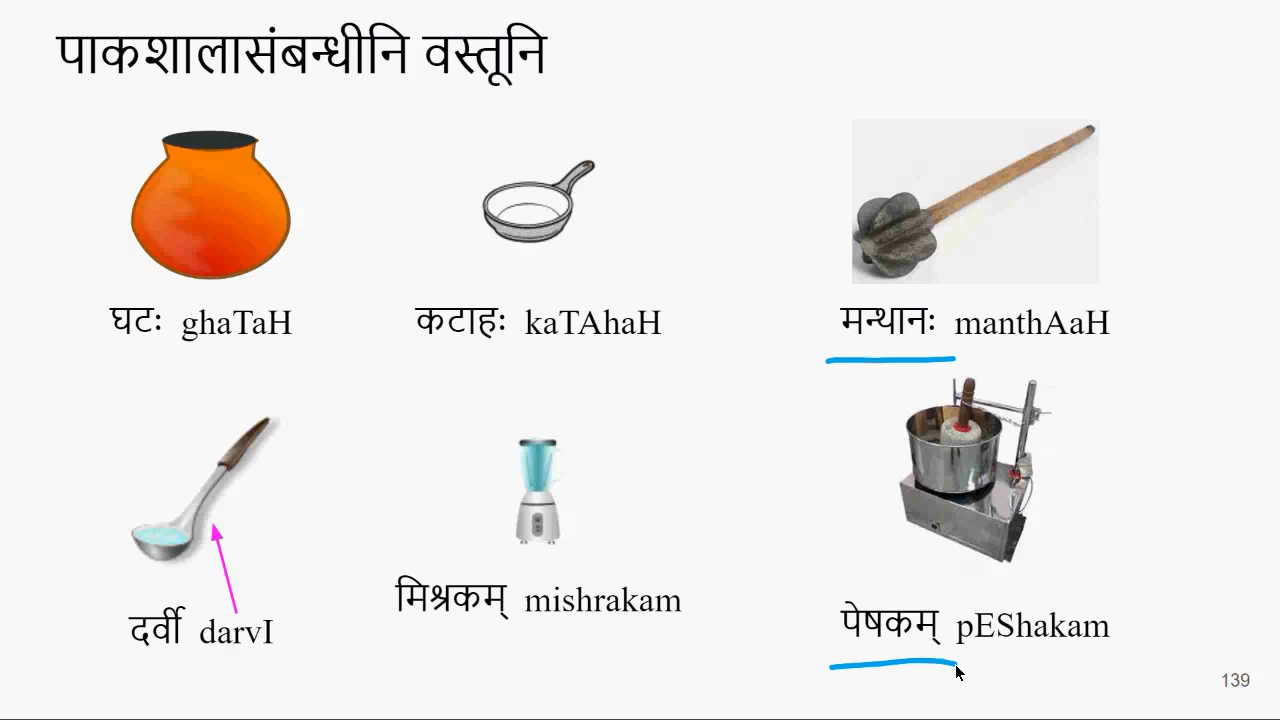 पाकशालासंबन्धीनि वस्तूनि
घटः ghaTaH
कटाहः kaTAhaH
मन्थानः manthAaH
दर्वी darvI
मिश्रकम् mishrakam
पेषकम् pEShakam
139